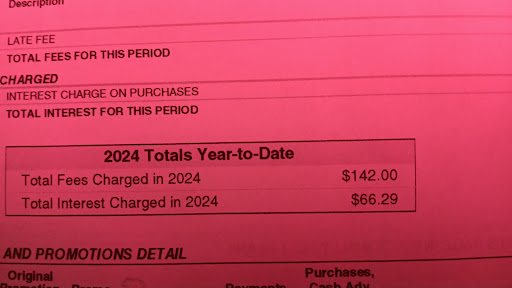 Description
LATE FEE
TOTAL FEES FOR THIS PERIOD
CHARGED
INTEREST CHARGE ON PURCHASES
TOTAL INTEREST FOR THIS PERIOD
2024 Totals Year-to-Date
Total Fees Charged in 2024 $142.00
Total Interest Charged in 2024 $66.29
AND PROMOTIONS DETAIL
Original Purchases,
Promo Payments Cash Adv